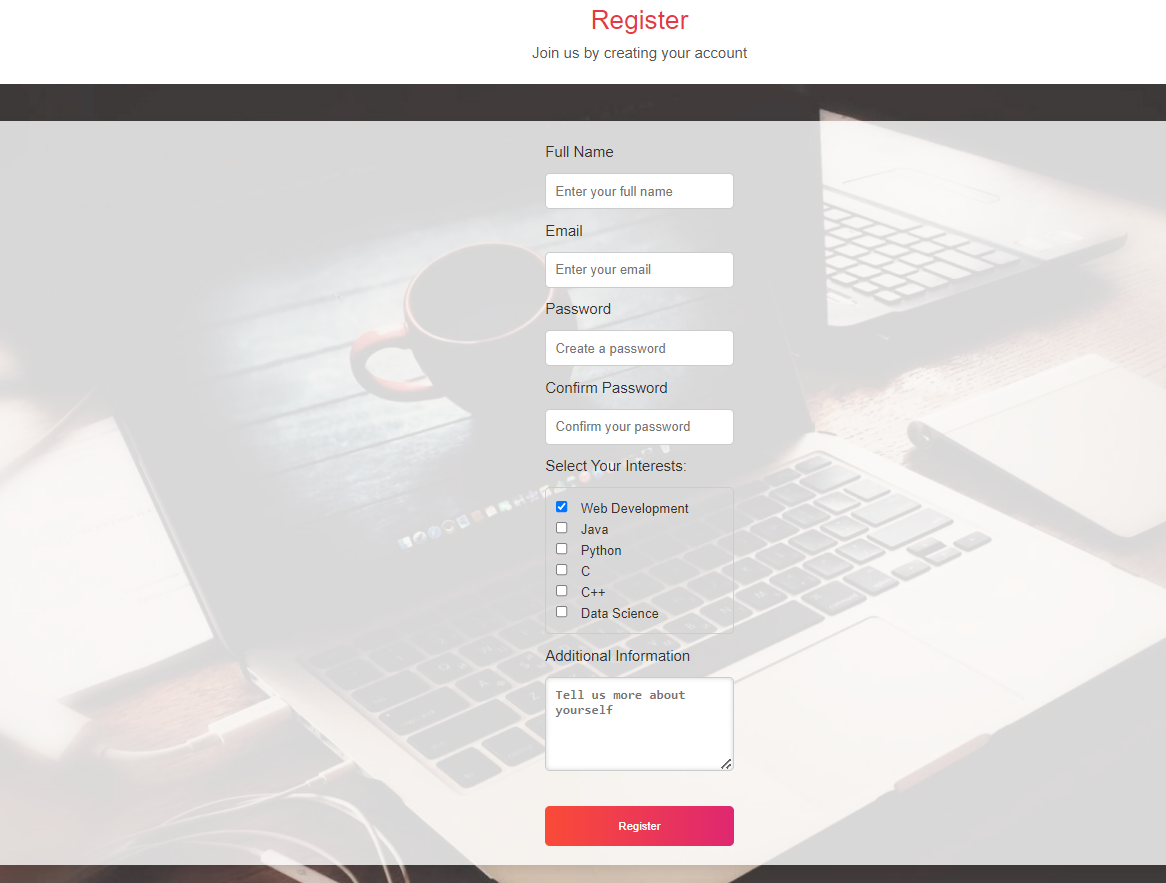 Register
Join us by creating your account
Full Name
Enter your full name
Email
Enter your email
Password
Create a password
Confirm Password
Confirm your password
Select Your Interests:
Web Development
Java
Python
C
C++
Data Science
Additional Information
Tell us more about
yourself
Register